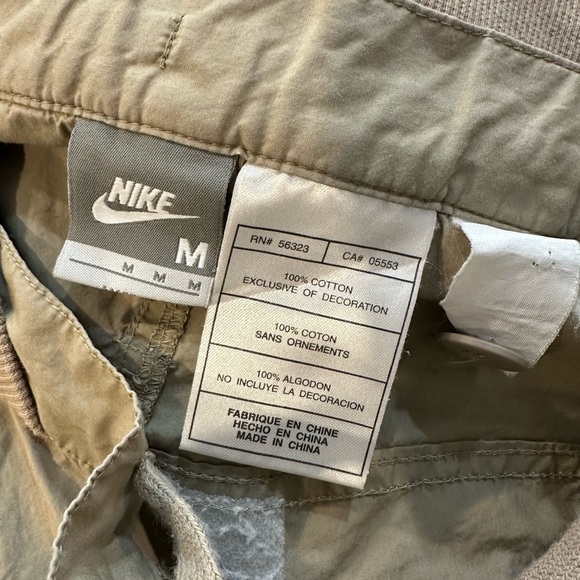 NIKE
M
M M M
RN# 56323 CA# 05553
100% COTTON
EXCLUSIVE OF DECORATION
100% COTON
SANS ORNEMENTS
100% ALGODON
NO INCLUYE LA DECORACION
FABRIQUE EN CHINE
HECHO EN CHINA
MADE IN CHINA